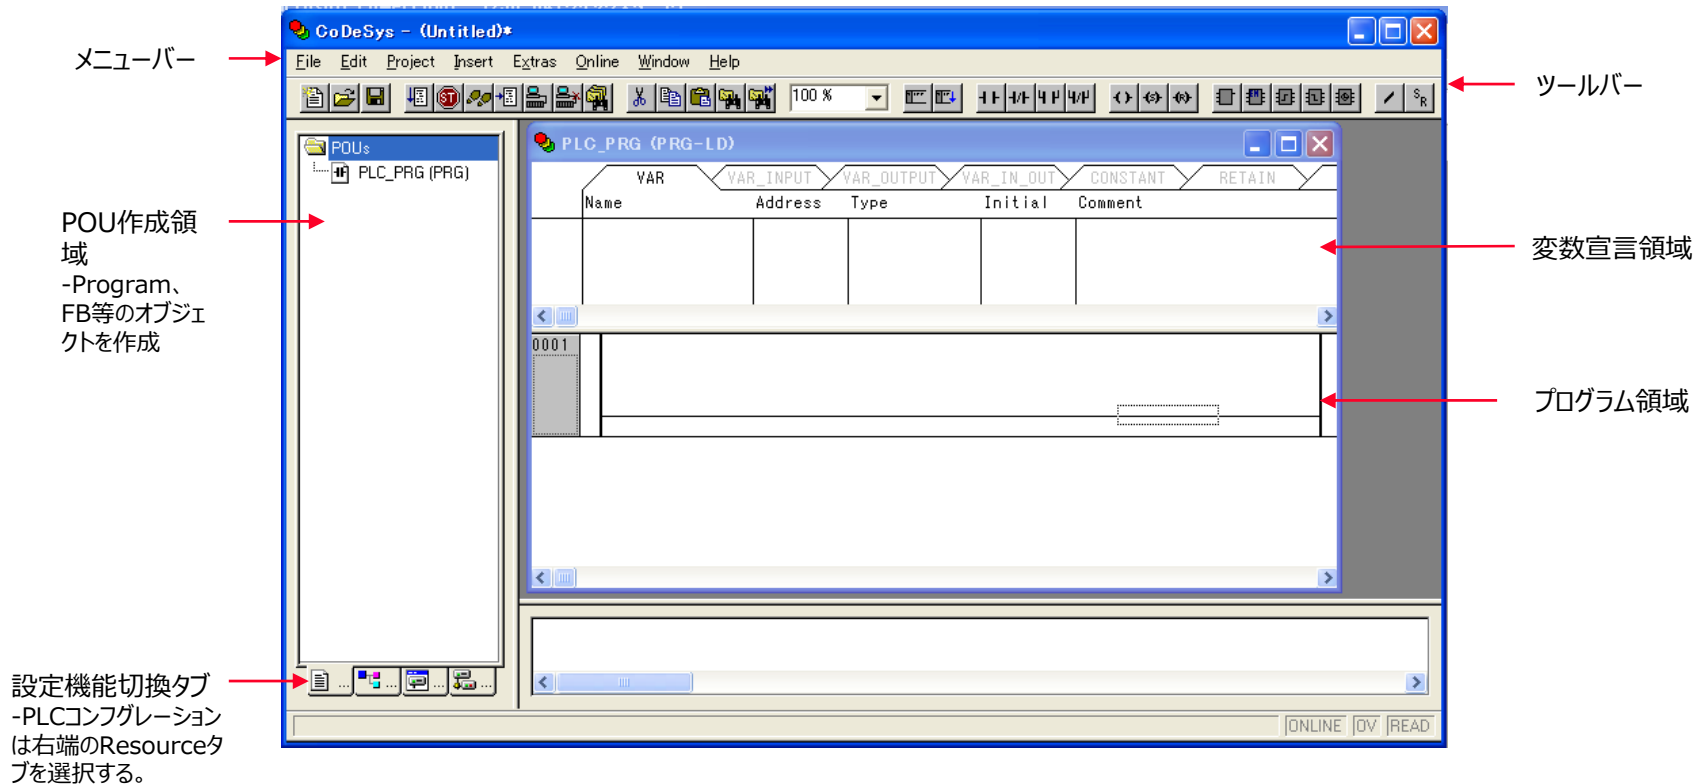 CoDeSys - (Untitled)*
File Edit Project Insert Extras Online Window Help
メニューバー
ツールバー
100 %
POUs
PLC_PRG (PRG)
PLC_PRG (PRG-LD)
VAR VAR_INPUT VAR_OUTPUT VAR_IN_OUT CONSTANT RETAIN
Name Address Type Initial Comment
POU作成領
域
-Program、
FB等のオブジェ
クトを作成
変数宣言領域
0001
プログラム領域
設定機能切換タブ
-PLCコンフグレーション
は右端のResourceタ
ブを選択する。
... ... ... ...
ONLINE OV READ